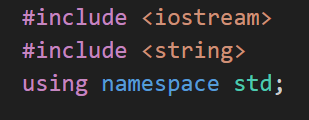 #include <iostream>
#include <string>
using namespace std;